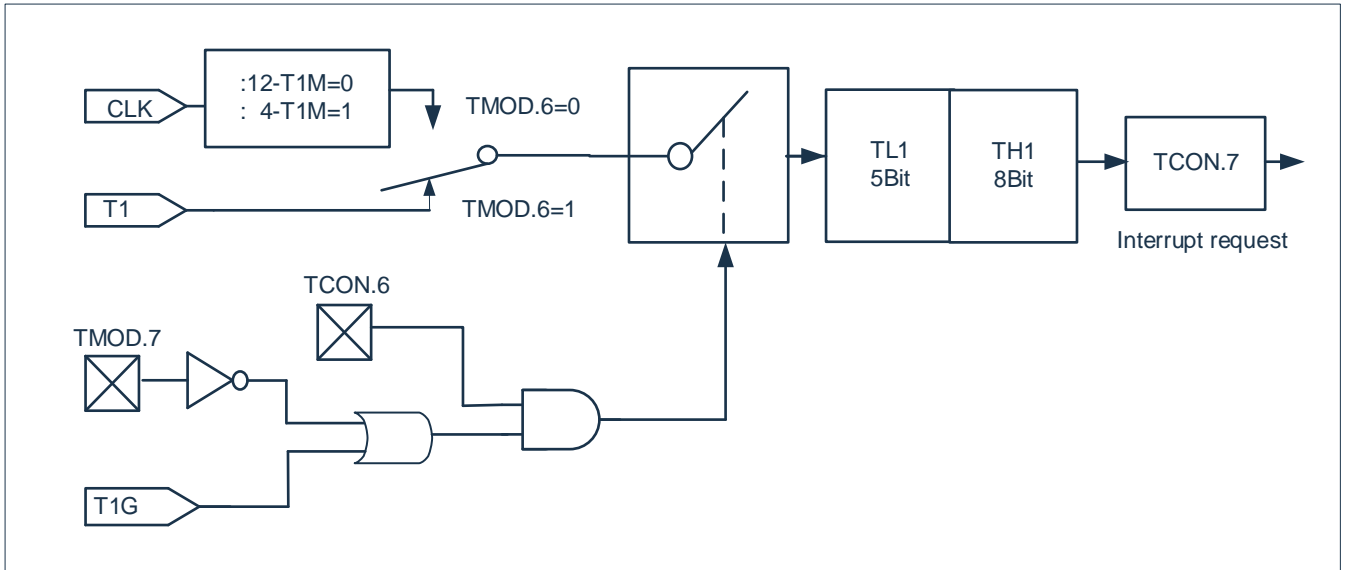 :12-T1M=0
: 4-T1M=1
CLK
TMOD.6=0
T1
TMOD.6=1
TL1
5Bit
TH1
8Bit
TCON.7
Interrupt request
TCON.6
TMOD.7
T1G